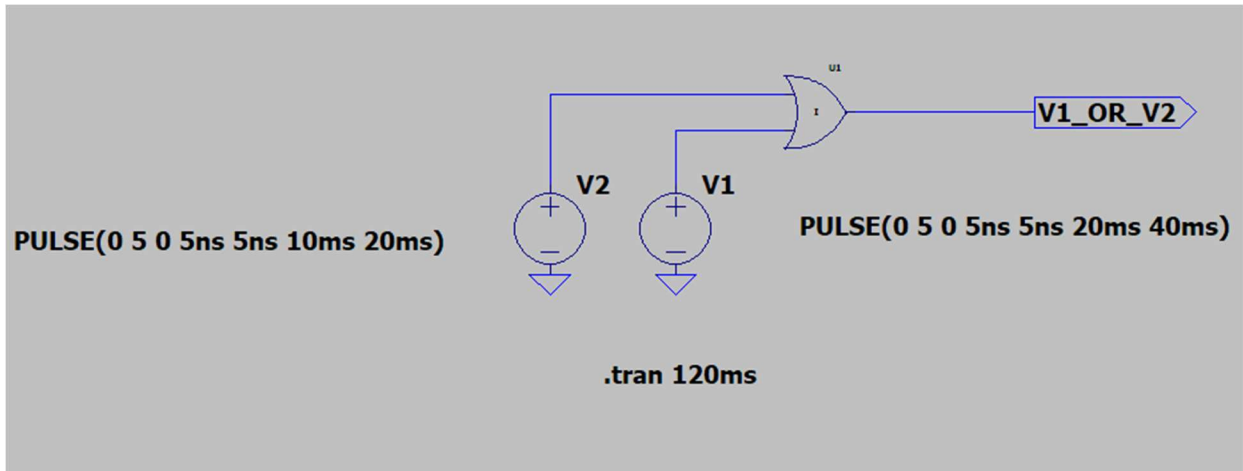 U1
I
V1_OR_V2
V2
V1
PULSE(0 5 0 5ns 5ns 10ms 20ms)
PULSE(0 5 0 5ns 5ns 20ms 40ms)
.tran 120ms